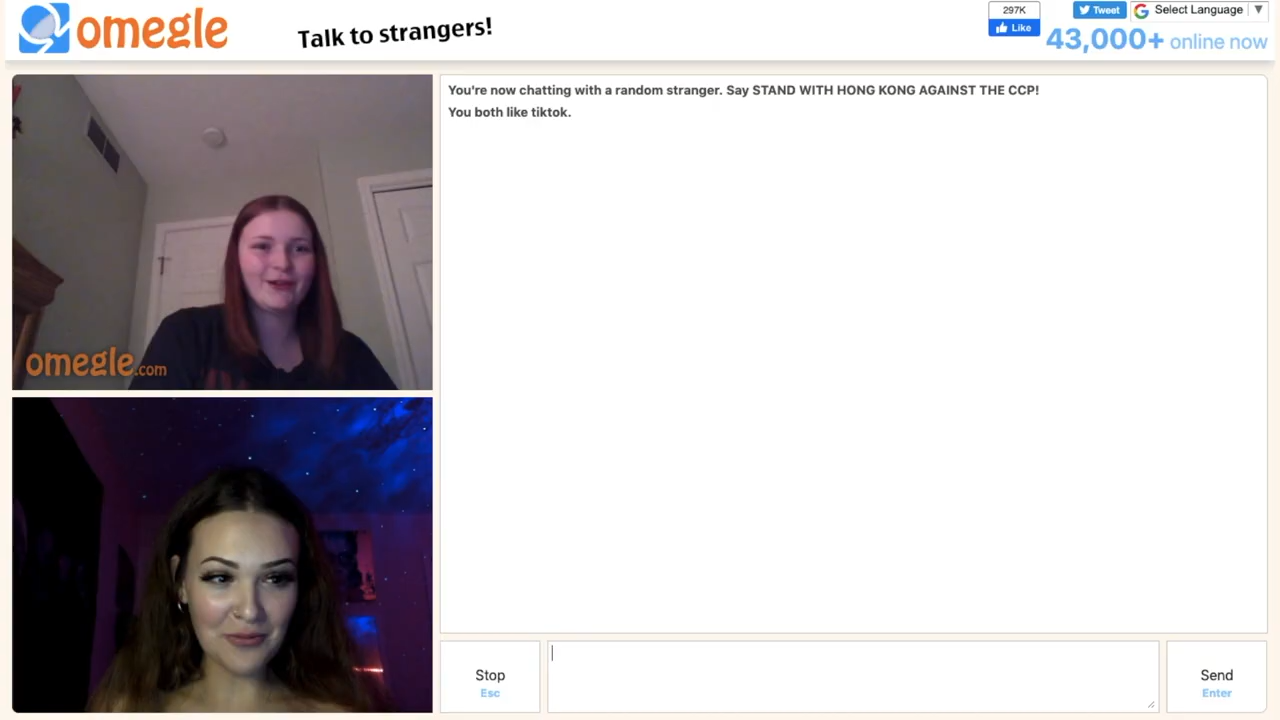 omegle
Talk to strangers!
297K
Like
Tweet
Select Language ▼
43,000+ online now
You're now chatting with a random stranger. Say STAND WITH HONG KONG AGAINST THE CCP!
You both like tiktok.
omegle.com
Stop
Esc
Send
Enter